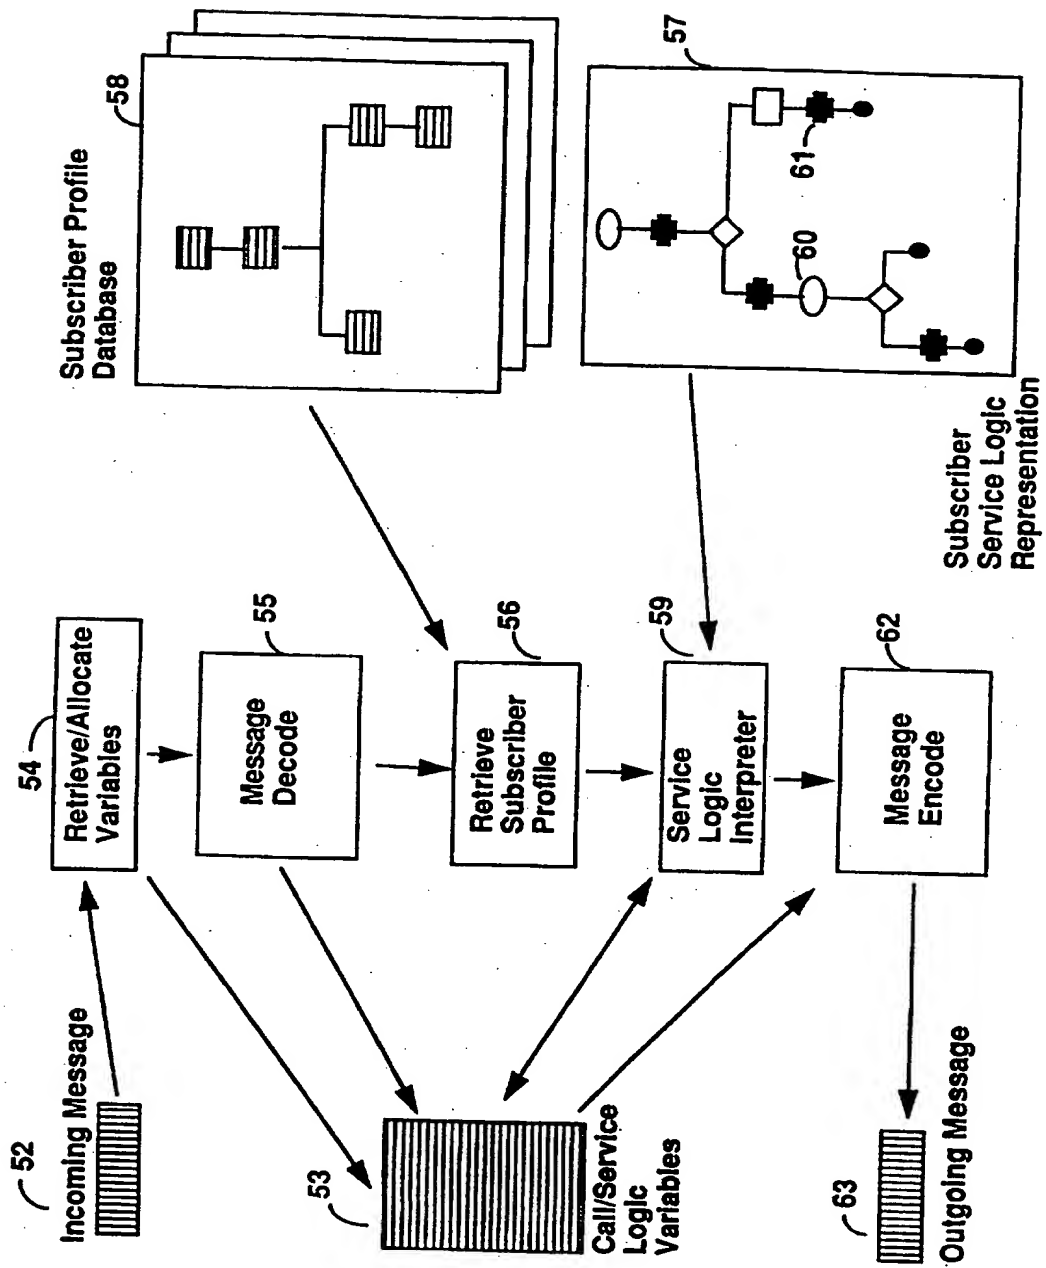 52
Incoming Message
54
Retrieve/Allocate
Variables
55
Message
Decode
56
Retrieve
Subscriber
Profile
59
Service
Logic
Interpreter
62
Message
Encode
53
Call/Service
Logic
Variables
63
Outgoing Message
Subscriber Profile
Database
58
57
60
61
Subscriber
Service Logic
Representation